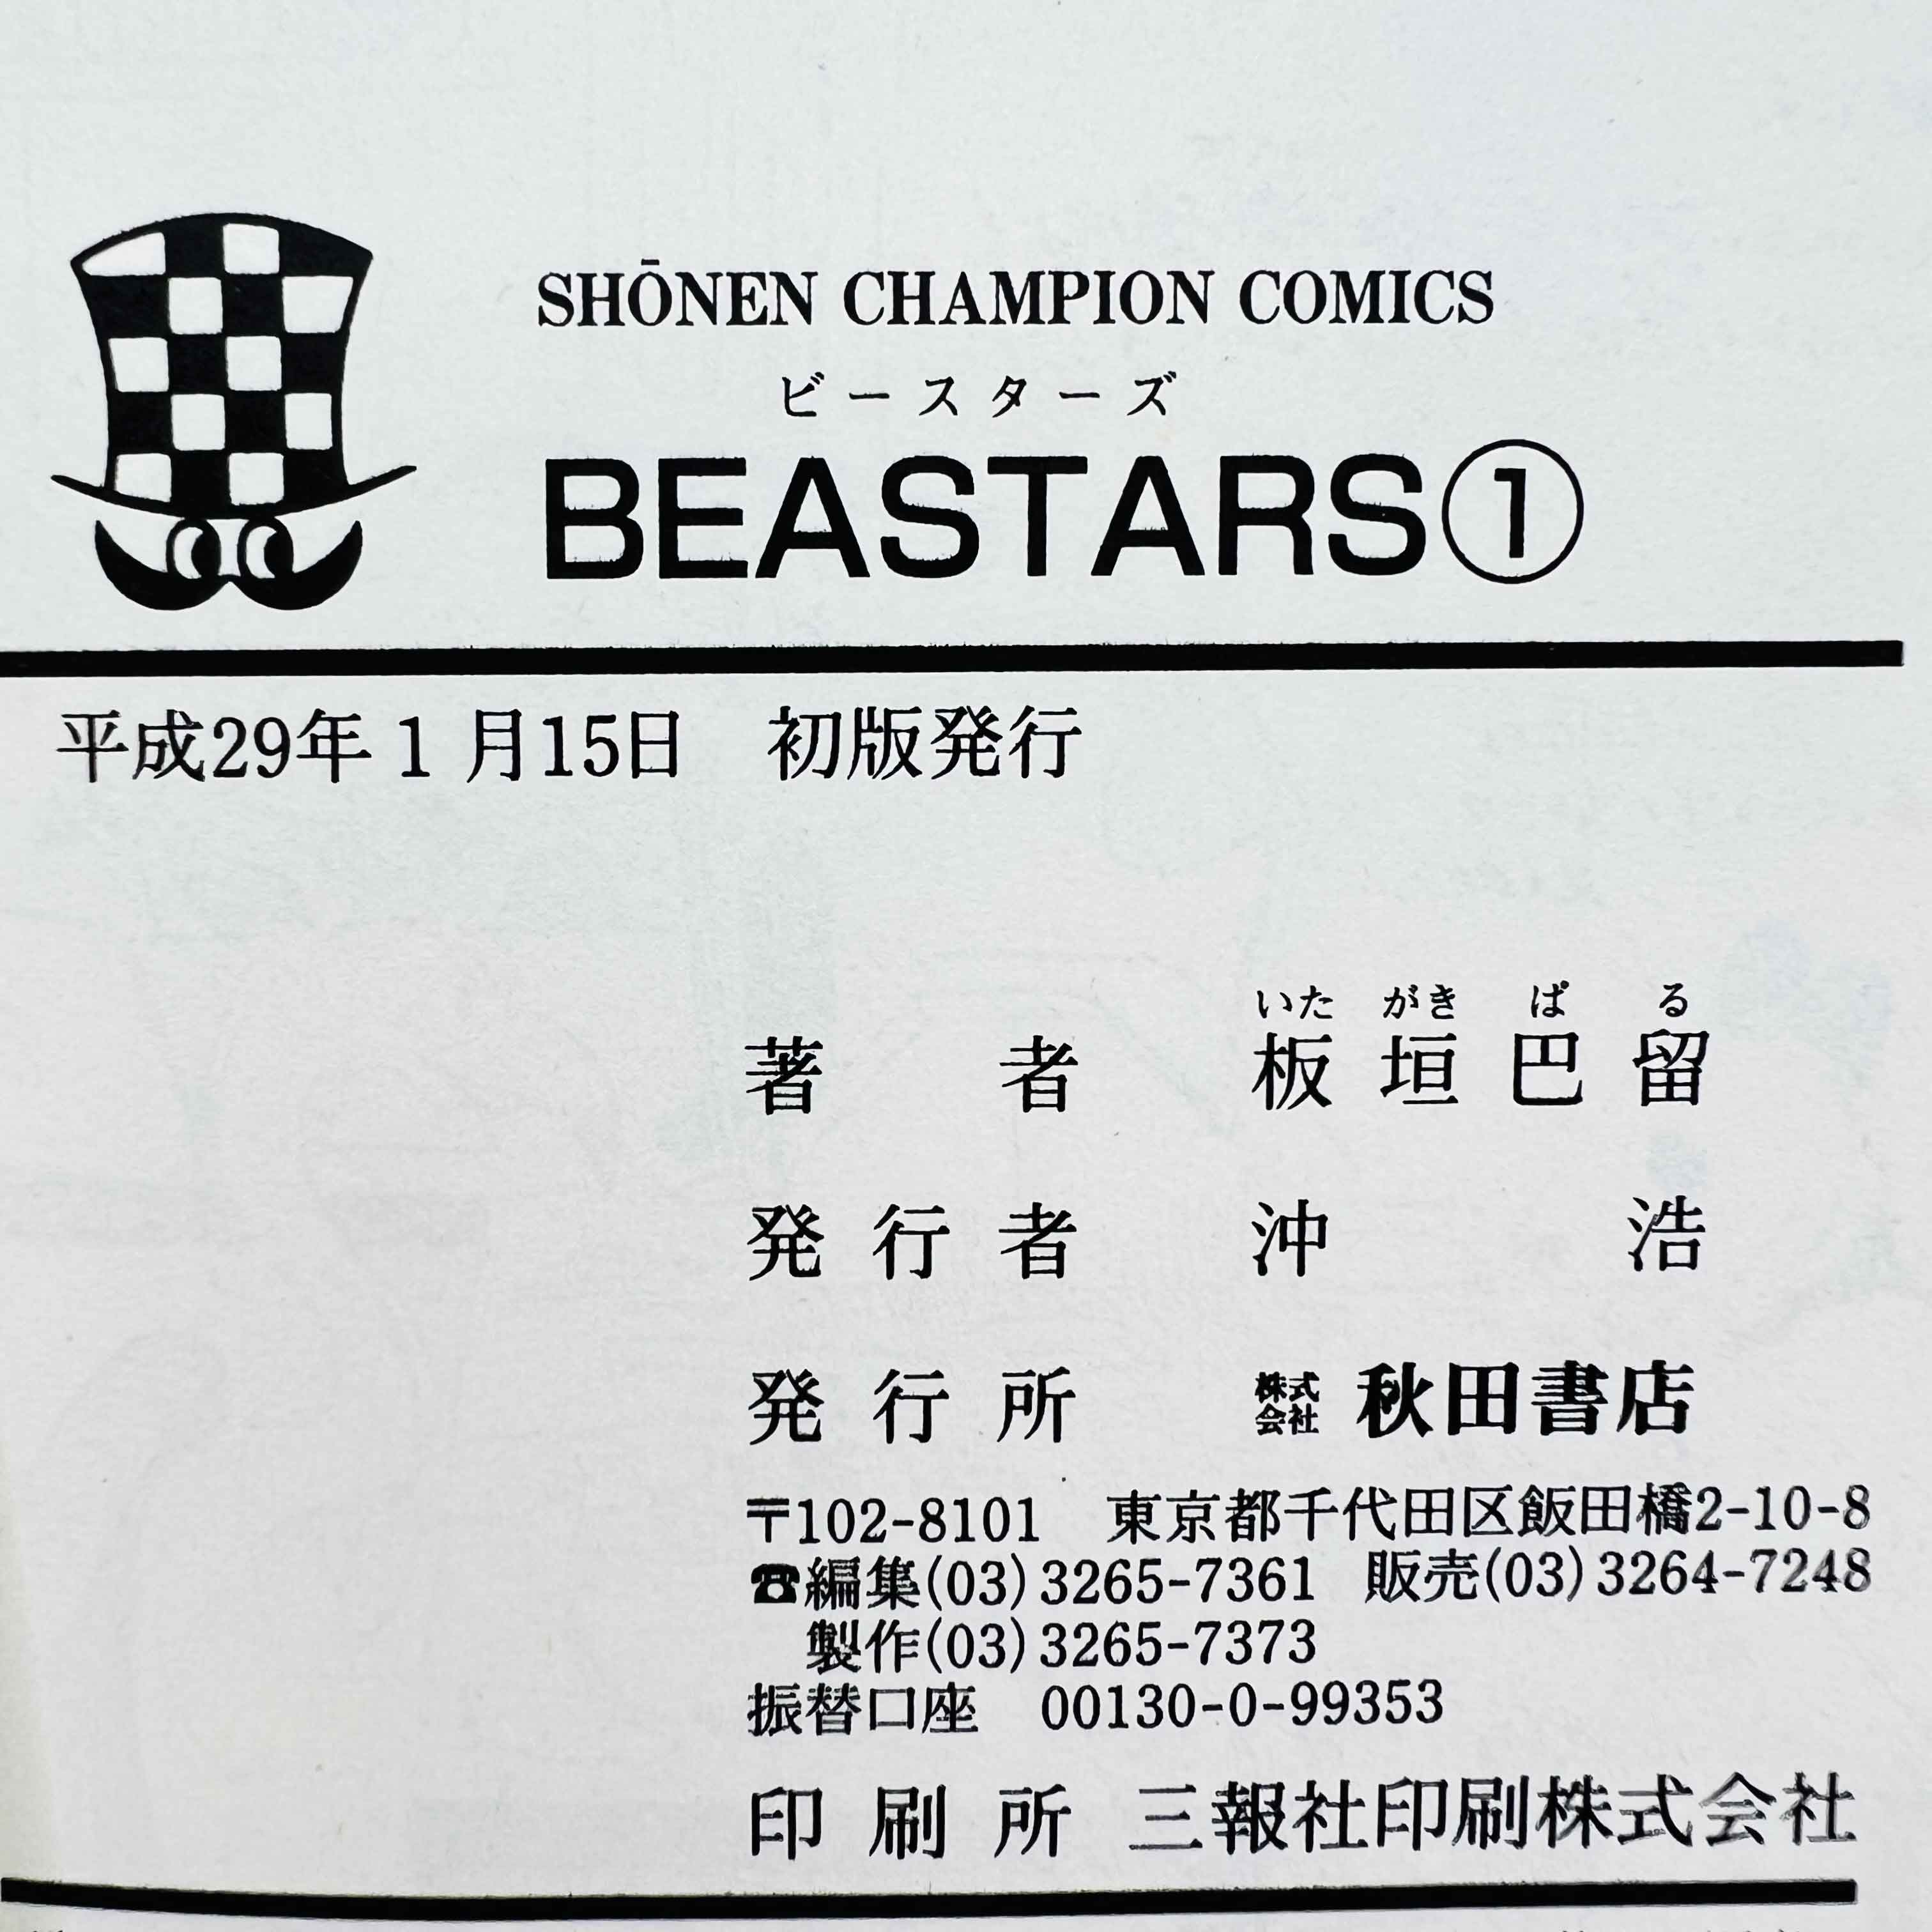 SHŌNEN CHAMPION COMICS
ビースターズ
BEASTARS①
平成29年1月15日 初版発行
いた がき ぱ る
著者 板垣巴留
発行者 沖浩
発行所 株式会社 秋田書店
〒102-8101 東京都千代田区飯田橋2-10-8
☎編集(03)3265-7361 販売(03)3264-7248
製作(03)3265-7373
振替口座 00130-0-99353
印刷所 三報社印刷株式会社